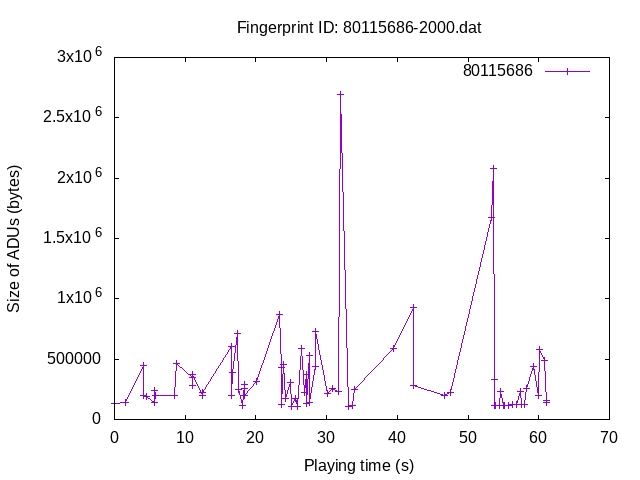 Fingerprint ID: 80115686-2000.dat
80115686
Size of ADUs (bytes)
3x10^6
2.5x10^6
2x10^6
1.5x10^6
1x10^6
500000
0
0 10 20 30 40 50 60 70
Playing time (s)